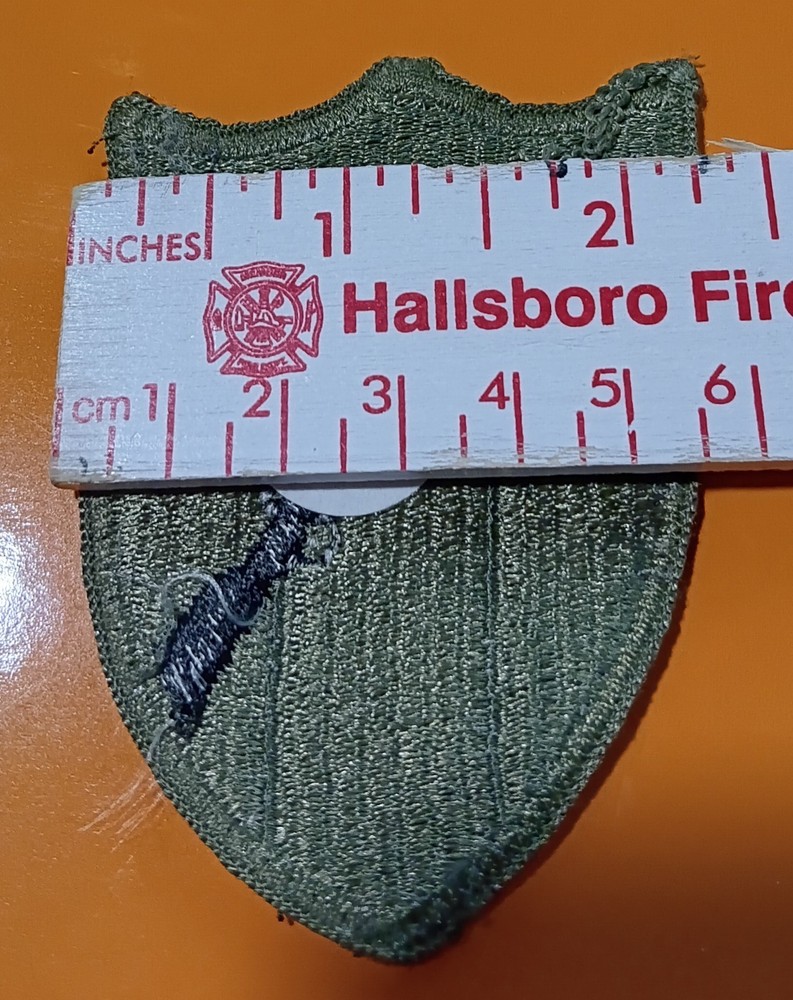 1 2
INCHES
Hallsboro Fire
cm 1 2 3 4 5 6